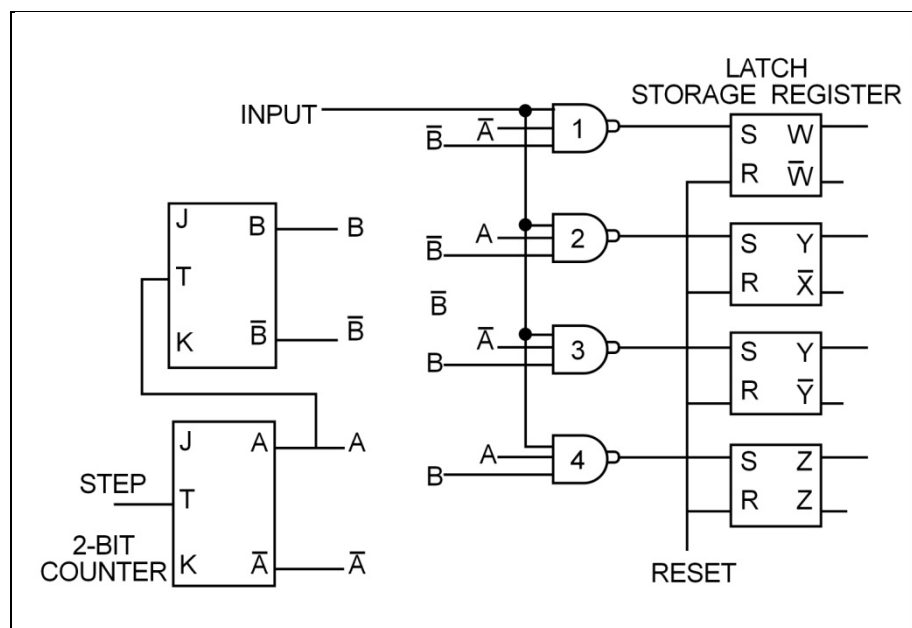 LATCH
STORAGE REGISTER
INPUT
A̅
B̅
1
S W
R W̅
J
B B
T
K
B̅ B̅
A
B̅
2
S Y
R X̅
B̅
A̅
B
3
S Y
R Y̅
J
A A
STEP
T
2-BIT
COUNTER
K
A̅ A̅
A
B
4
S Z
R Z
RESET